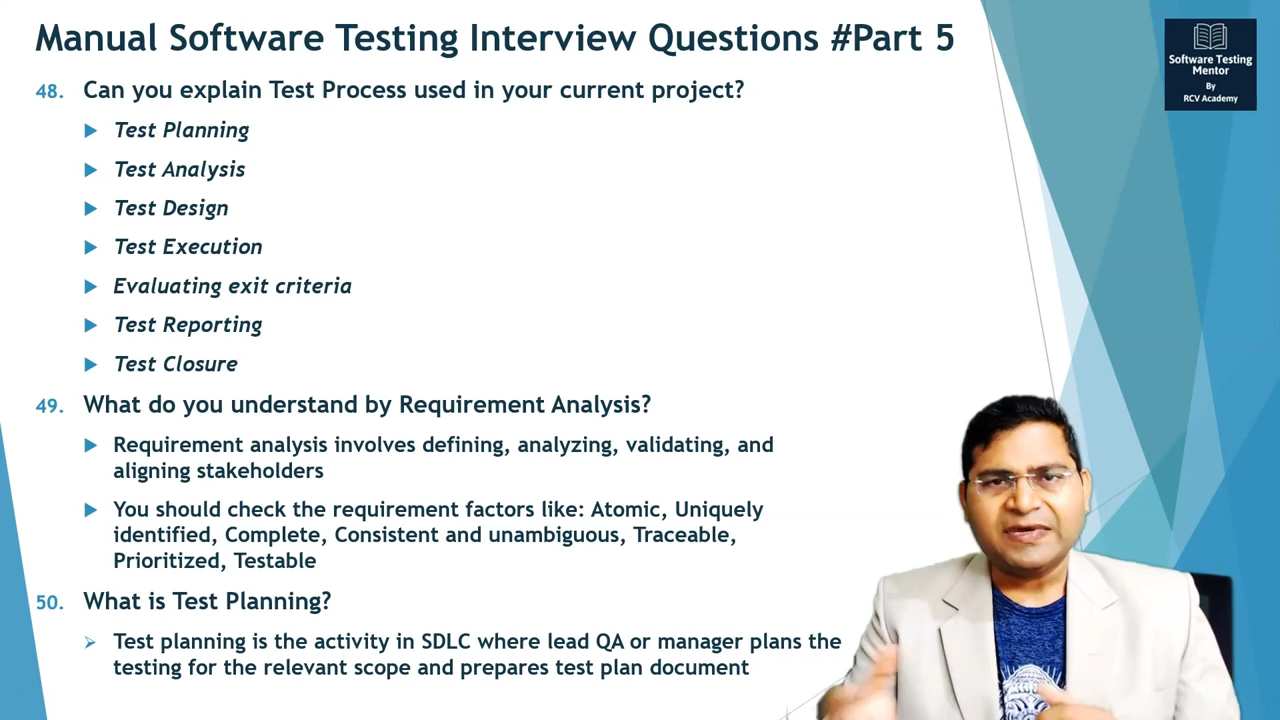 Manual Software Testing Interview Questions #Part 5
Software Testing
Mentor
By
RCV Academy
48. Can you explain Test Process used in your current project?
Test Planning
Test Analysis
Test Design
Test Execution
Evaluating exit criteria
Test Reporting
Test Closure
49. What do you understand by Requirement Analysis?
Requirement analysis involves defining, analyzing, validating, and
aligning stakeholders
You should check the requirement factors like: Atomic, Uniquely
identified, Complete, Consistent and unambiguous, Traceable,
Prioritized, Testable
50. What is Test Planning?
Test planning is the activity in SDLC where lead QA or manager plans the
testing for the relevant scope and prepares test plan document